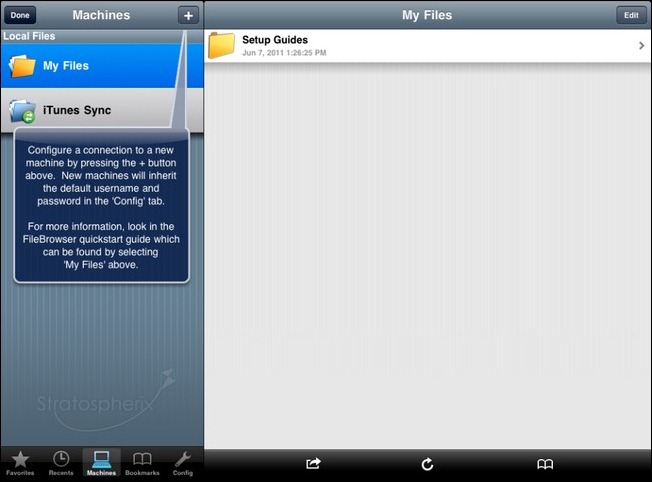 Done
Machines
+
My Files
Edit
Local Files
My Files
iTunes Sync
Setup Guides
Jun 7, 2011 1:26:25 PM
Configure a connection to a new
machine by pressing the + button
above. New machines will inherit
the default username and
password in the 'Config' tab.
For more information, look in the
FileBrowser quickstart guide which
can be found by selecting
'My Files' above.
Stratospherix
Favorites
Recents
Machines
Bookmarks
Config